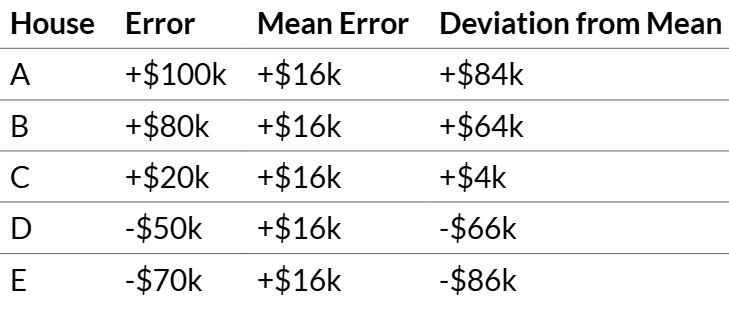 House Error Mean Error Deviation from Mean
A +$100k +$16k +$84k
B +$80k +$16k +$64k
C +$20k +$16k +$4k
D -$50k +$16k -$66k
E -$70k +$16k -$86k